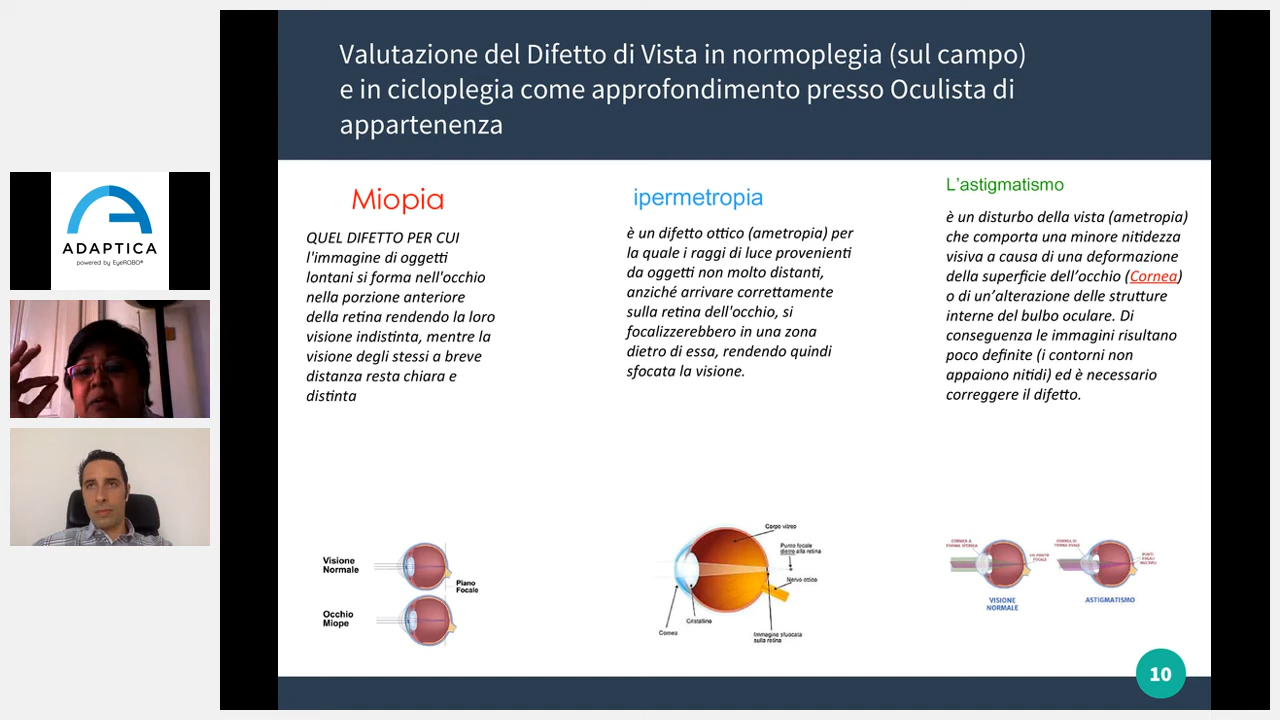 Valutazione del Difetto di Vista in normoplegia (sul campo)
e in cicloplegia come approfondimento presso Oculista di
appartenenza
ADAPTICA
powered by EyeROBO®
Miopia
QUEL DIFETTO PER CUI
l'immagine di oggetti
lontani si forma nell'occhio
nella porzione anteriore
della retina rendendo la loro
visione indistinta, mentre la
visione degli stessi a breve
distanza resta chiara e
distinta
ipermetropia
è un difetto ottico (ametropia) per
la quale i raggi di luce provenienti
da oggetti non molto distanti,
anziché arrivare correttamente
sulla retina dell'occhio, si
focalizzerebbero in una zona
dietro di essa, rendendo quindi
sfocata la visione.
L'astigmatismo
è un disturbo della vista (ametropia)
che comporta una minore nitidezza
visiva a causa di una deformazione
della superficie dell'occhio (Cornea)
o di un'alterazione delle strutture
interne del bulbo oculare. Di
conseguenza le immagini risultano
poco definite (i contorni non
appaiono nitidi) ed è necessario
correggere il difetto.
Visione
Normale
Piano
Focale
Occhio
Miope
Corpo vitreo
Punto focale
dietro alla retina
Nervo ottico
Cristallino
Cornea
Immagine sfuocata
sulla retina
CORNEA A
FORMA SFERICA
UN PUNTO
FOCALE
VISIONE
NORMALE
CORNEA DI
FORMA OVALE
PUNTI
FOCALI
MULTIPLI
ASTIGMATISMO
10